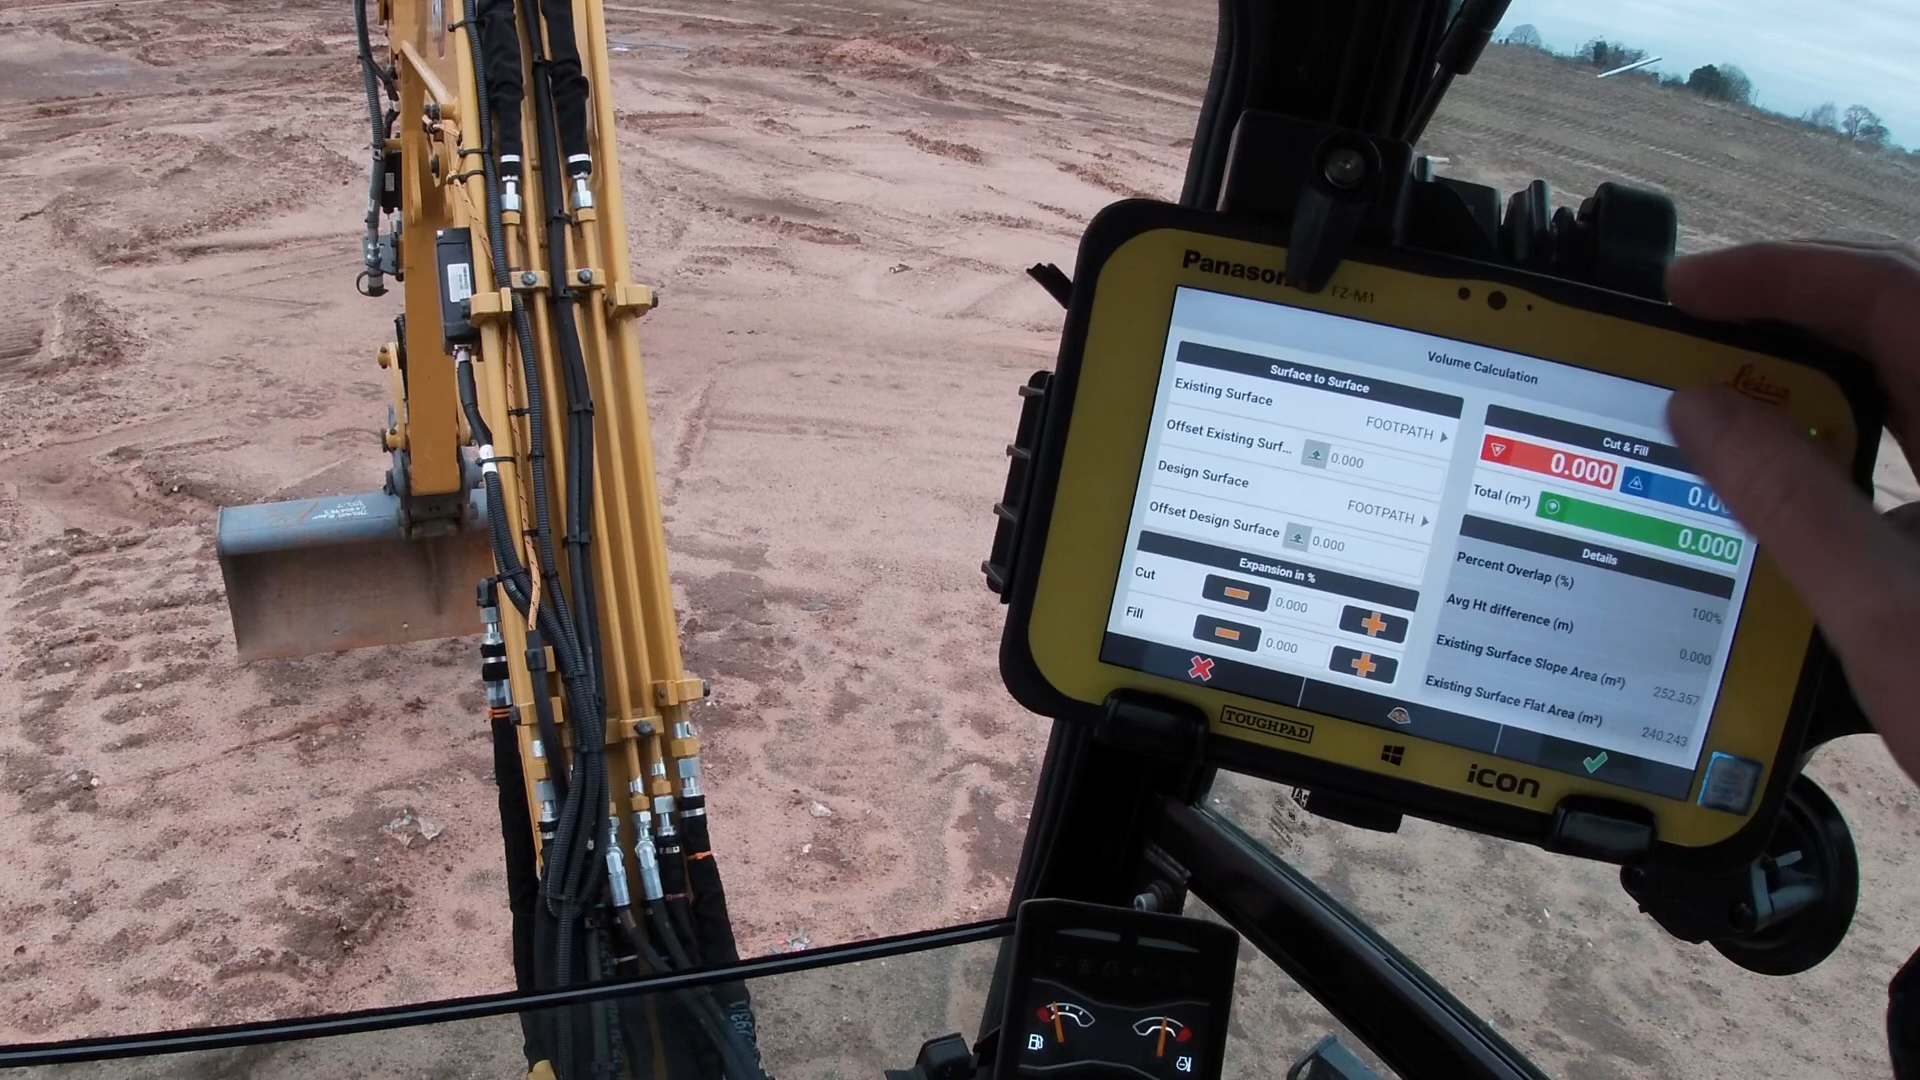 Panason
FZ-M1
Leica
Volume Calculation
Surface to Surface
Existing Surface
FOOTPATH
Offset Existing Surf...
0.000
Design Surface
FOOTPATH
Offset Design Surface
0.000
Expansion in %
Cut
0.000
Fill
0.000
Cut & Fill
0.000
0.0
Total (m³)
0.000
Details
Percent Overlap (%)
100%
Avg Ht difference (m)
0.000
Existing Surface Slope Area (m²)
252.357
Existing Surface Flat Area (m²)
240.243
TOUGHPAD
iCON